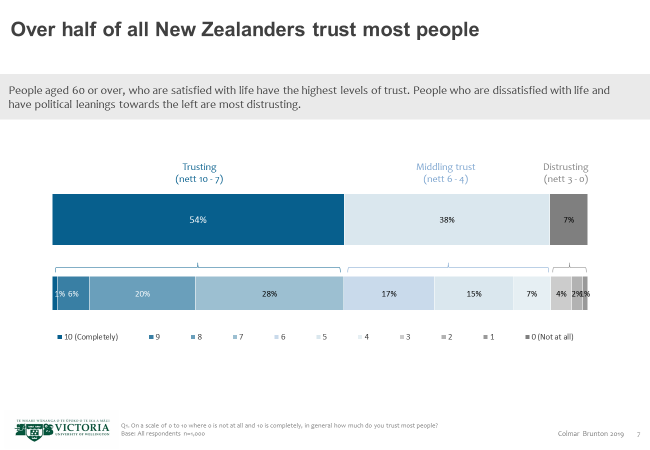 Over half of all New Zealanders trust most people
People aged 60 or over, who are satisfied with life have the highest levels of trust. People who are dissatisfied with life and
have political leanings towards the left are most distrusting.
Trusting
(nett 10 - 7)
Middling trust
(nett 6 - 4)
Distrusting
(nett 3 - 0)
54%
38%
7%
1% 6% 20% 28% 17% 15% 7% 4% 2% 1%
10 (Completely) 9 8 7 6 5 4 3 2 1 0 (Not at all)
VICTORIA
UNIVERSITY OF WELLINGTON
Q1. On a scale of 0 to 10 where 0 is not at all and 10 is completely, in general how much do you trust most people?
Base: All respondents n=1,000
Colmar Brunton 2019 7